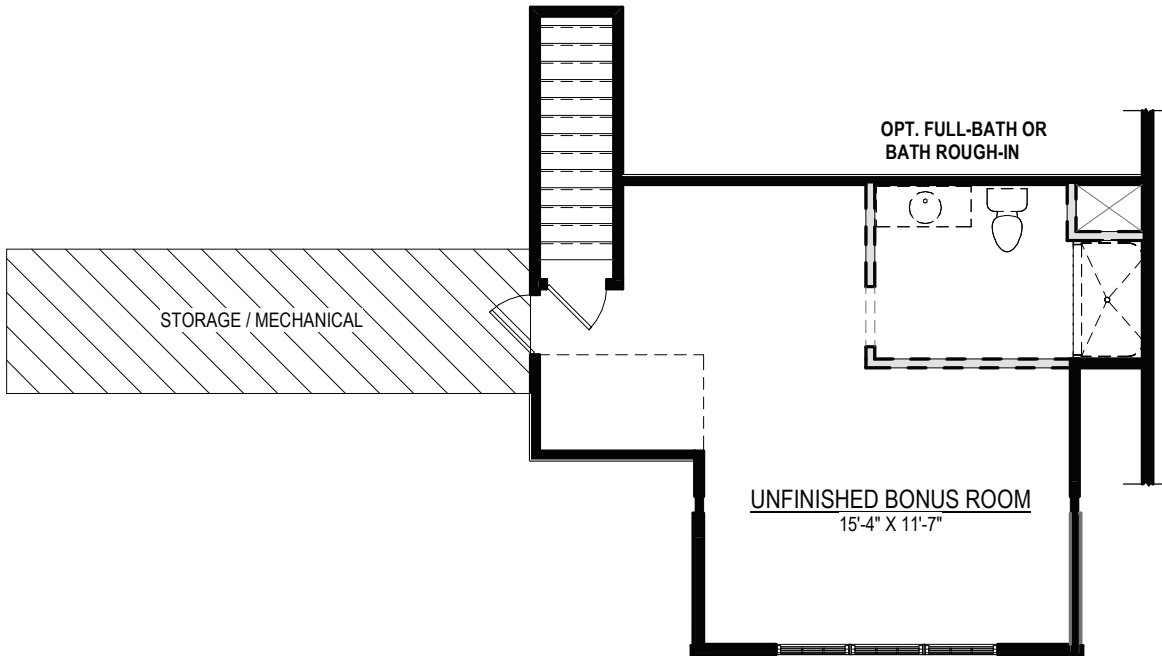 OPT. FULL-BATH OR
BATH ROUGH-IN
STORAGE / MECHANICAL
UNFINISHED BONUS ROOM
15'-4" X 11'-7"